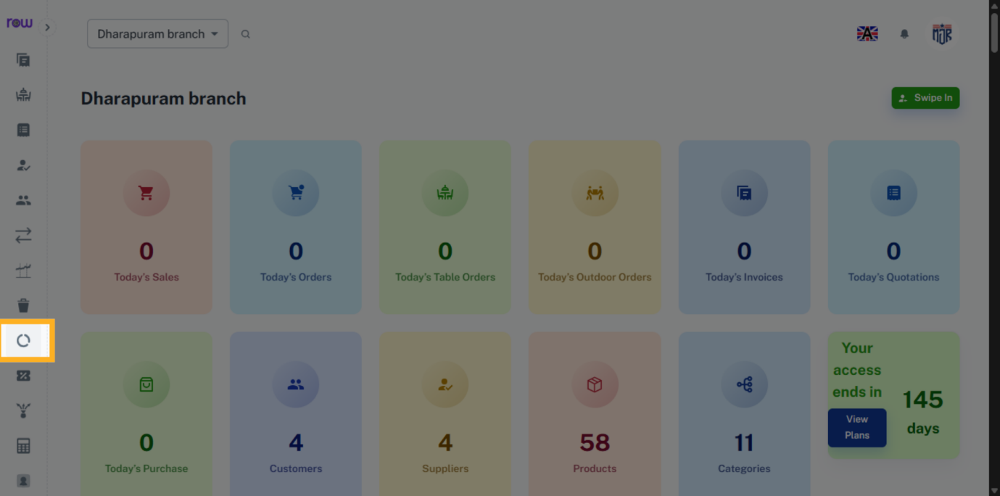 row
Dharapuram branch
A
MJR
Dharapuram branch
Swipe In
0
Today's Sales
0
Today's Orders
0
Today's Table Orders
0
Today's Outdoor Orders
0
Today's Invoices
0
Today's Quotations
0
Today's Purchase
4
Customers
4
Suppliers
58
Products
11
Categories
Your
access
ends in
View
Plans
145
days